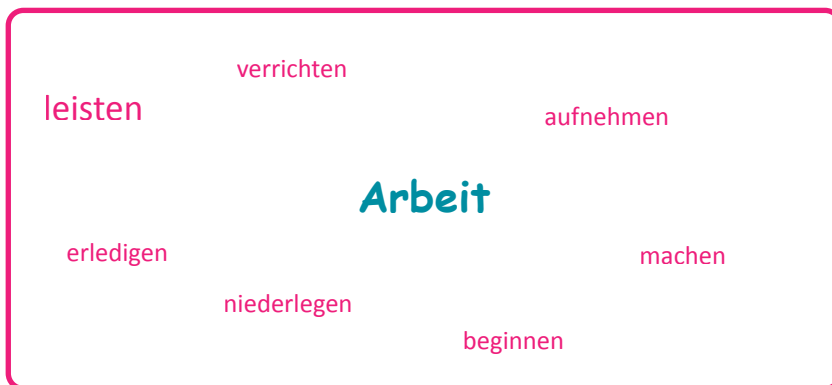 verrichten
leisten
aufnehmen
Arbeit
erledigen
machen
niederlegen
beginnen